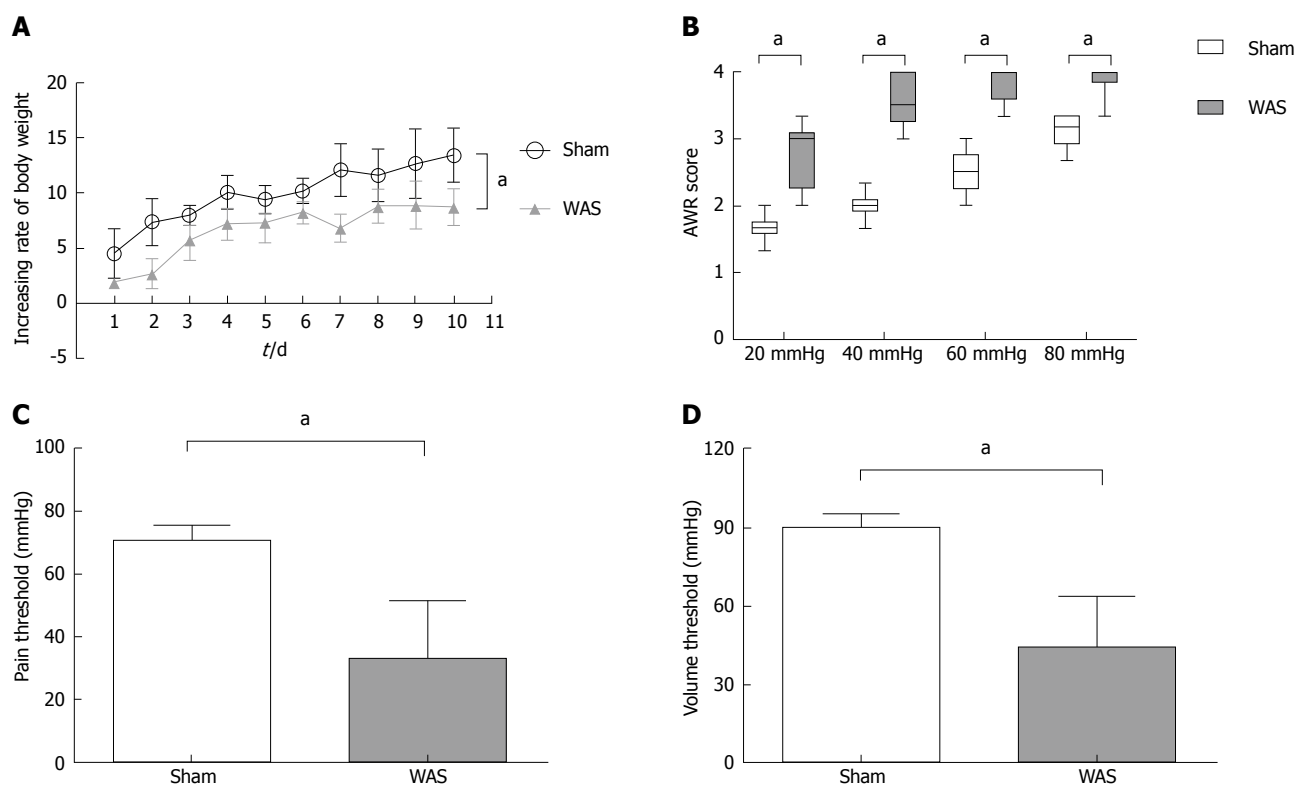 A
Increasing rate of body weight
20
15
10
5
0
-5
1 2 3 4 5 6 7 8 9 10 11
t/d
Sham
WAS
a
B
AWR score
4
3
2
1
0
a a a a
20 mmHg 40 mmHg 60 mmHg 80 mmHg
Sham
WAS
C
Pain threshold (mmHg)
100
80
60
40
20
0
a
Sham WAS
D
Volume threshold (mmHg)
120
90
60
30
0
a
Sham WAS